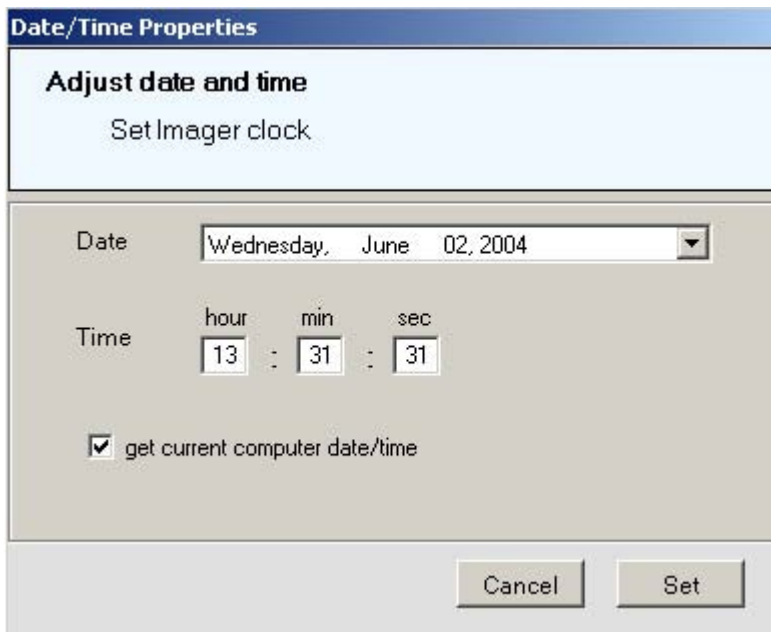 Date/Time Properties
Adjust date and time
Set Imager clock
Date Wednesday, June 02, 2004
hour min sec
Time 13 : 31 : 31
get current computer date/time
Cancel Set